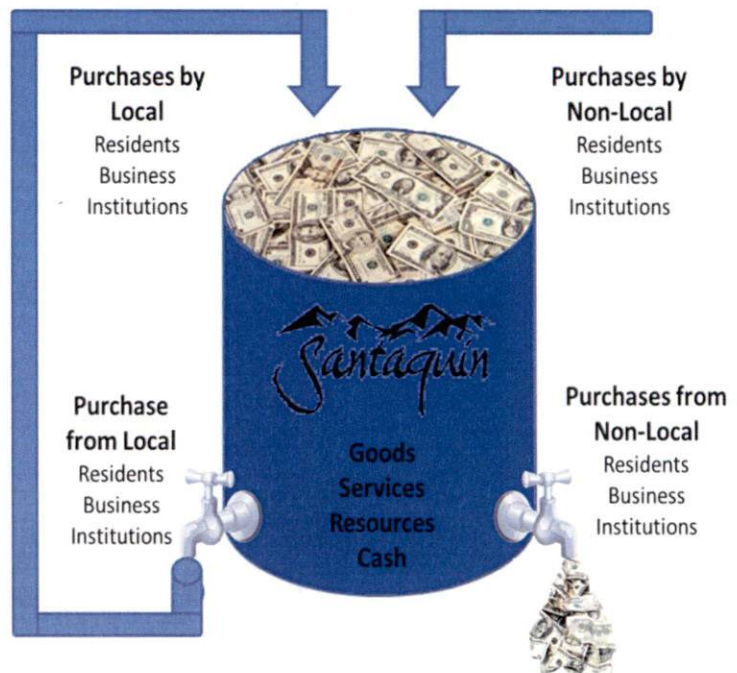 Purchases by
Local
Residents
Business
Institutions
Purchases by
Non-Local
Residents
Business
Institutions
Santaquin
Purchase
from Local
Residents
Business
Institutions
Goods
Services
Resources
Cash
Purchases from
Non-Local
Residents
Business
Institutions